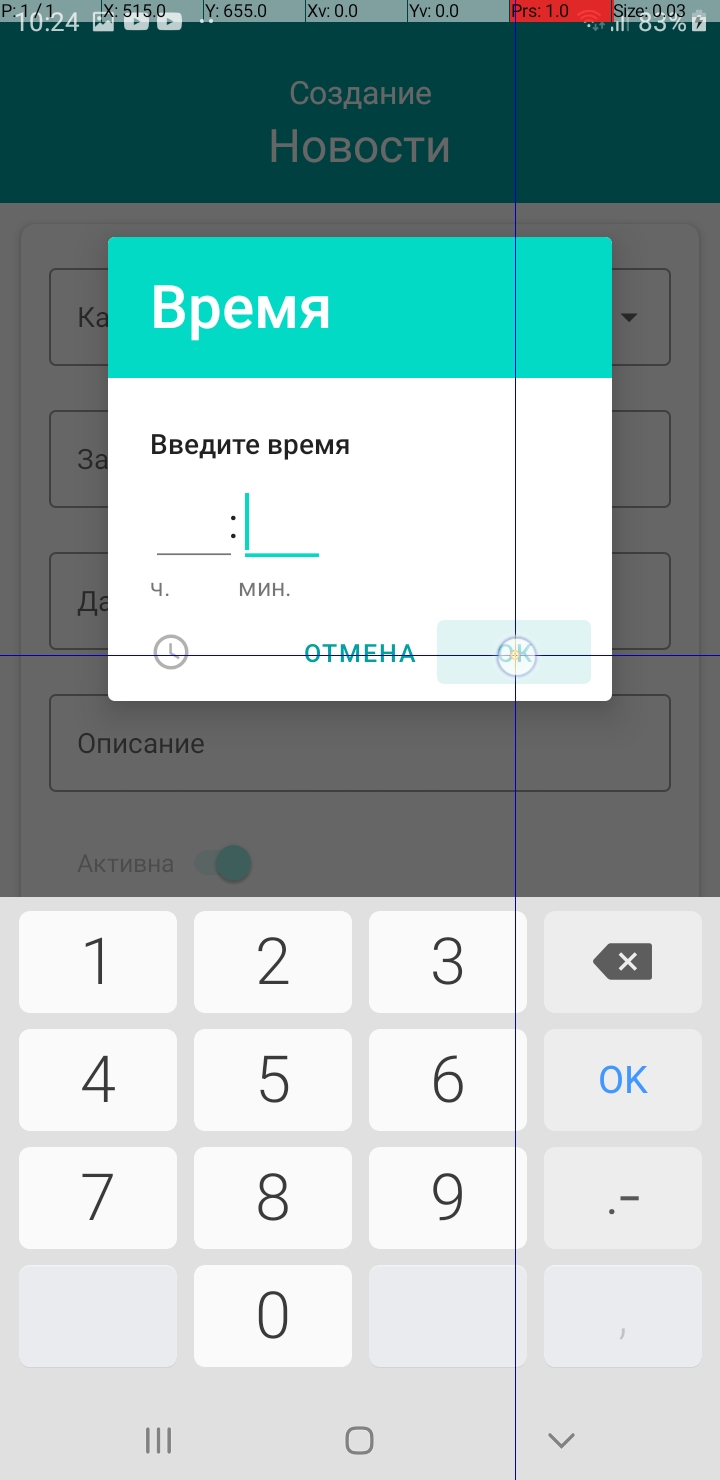 P: 1 / 1 X: 515.0 Y: 655.0 Xv: 0.0 Yv: 0.0 Prs: 1.0 Size: 0.03
10:24 83%
Создание
Новости
Ка
Время
За
Введите время
:
Да
ч. мин.
ОТМЕНА ОК
Описание
Активна
1 2 3
4 5 6 OK
7 8 9 .-
0 ,